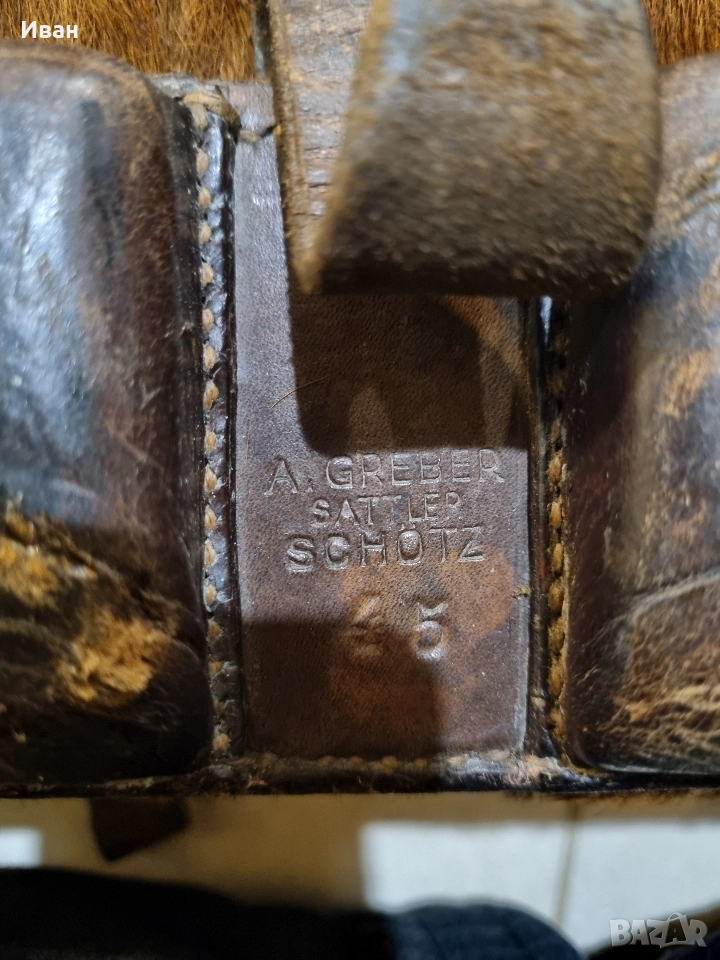 Иван
A. GREBER
SATTLER
SCHÖTZ
45
BAZAR